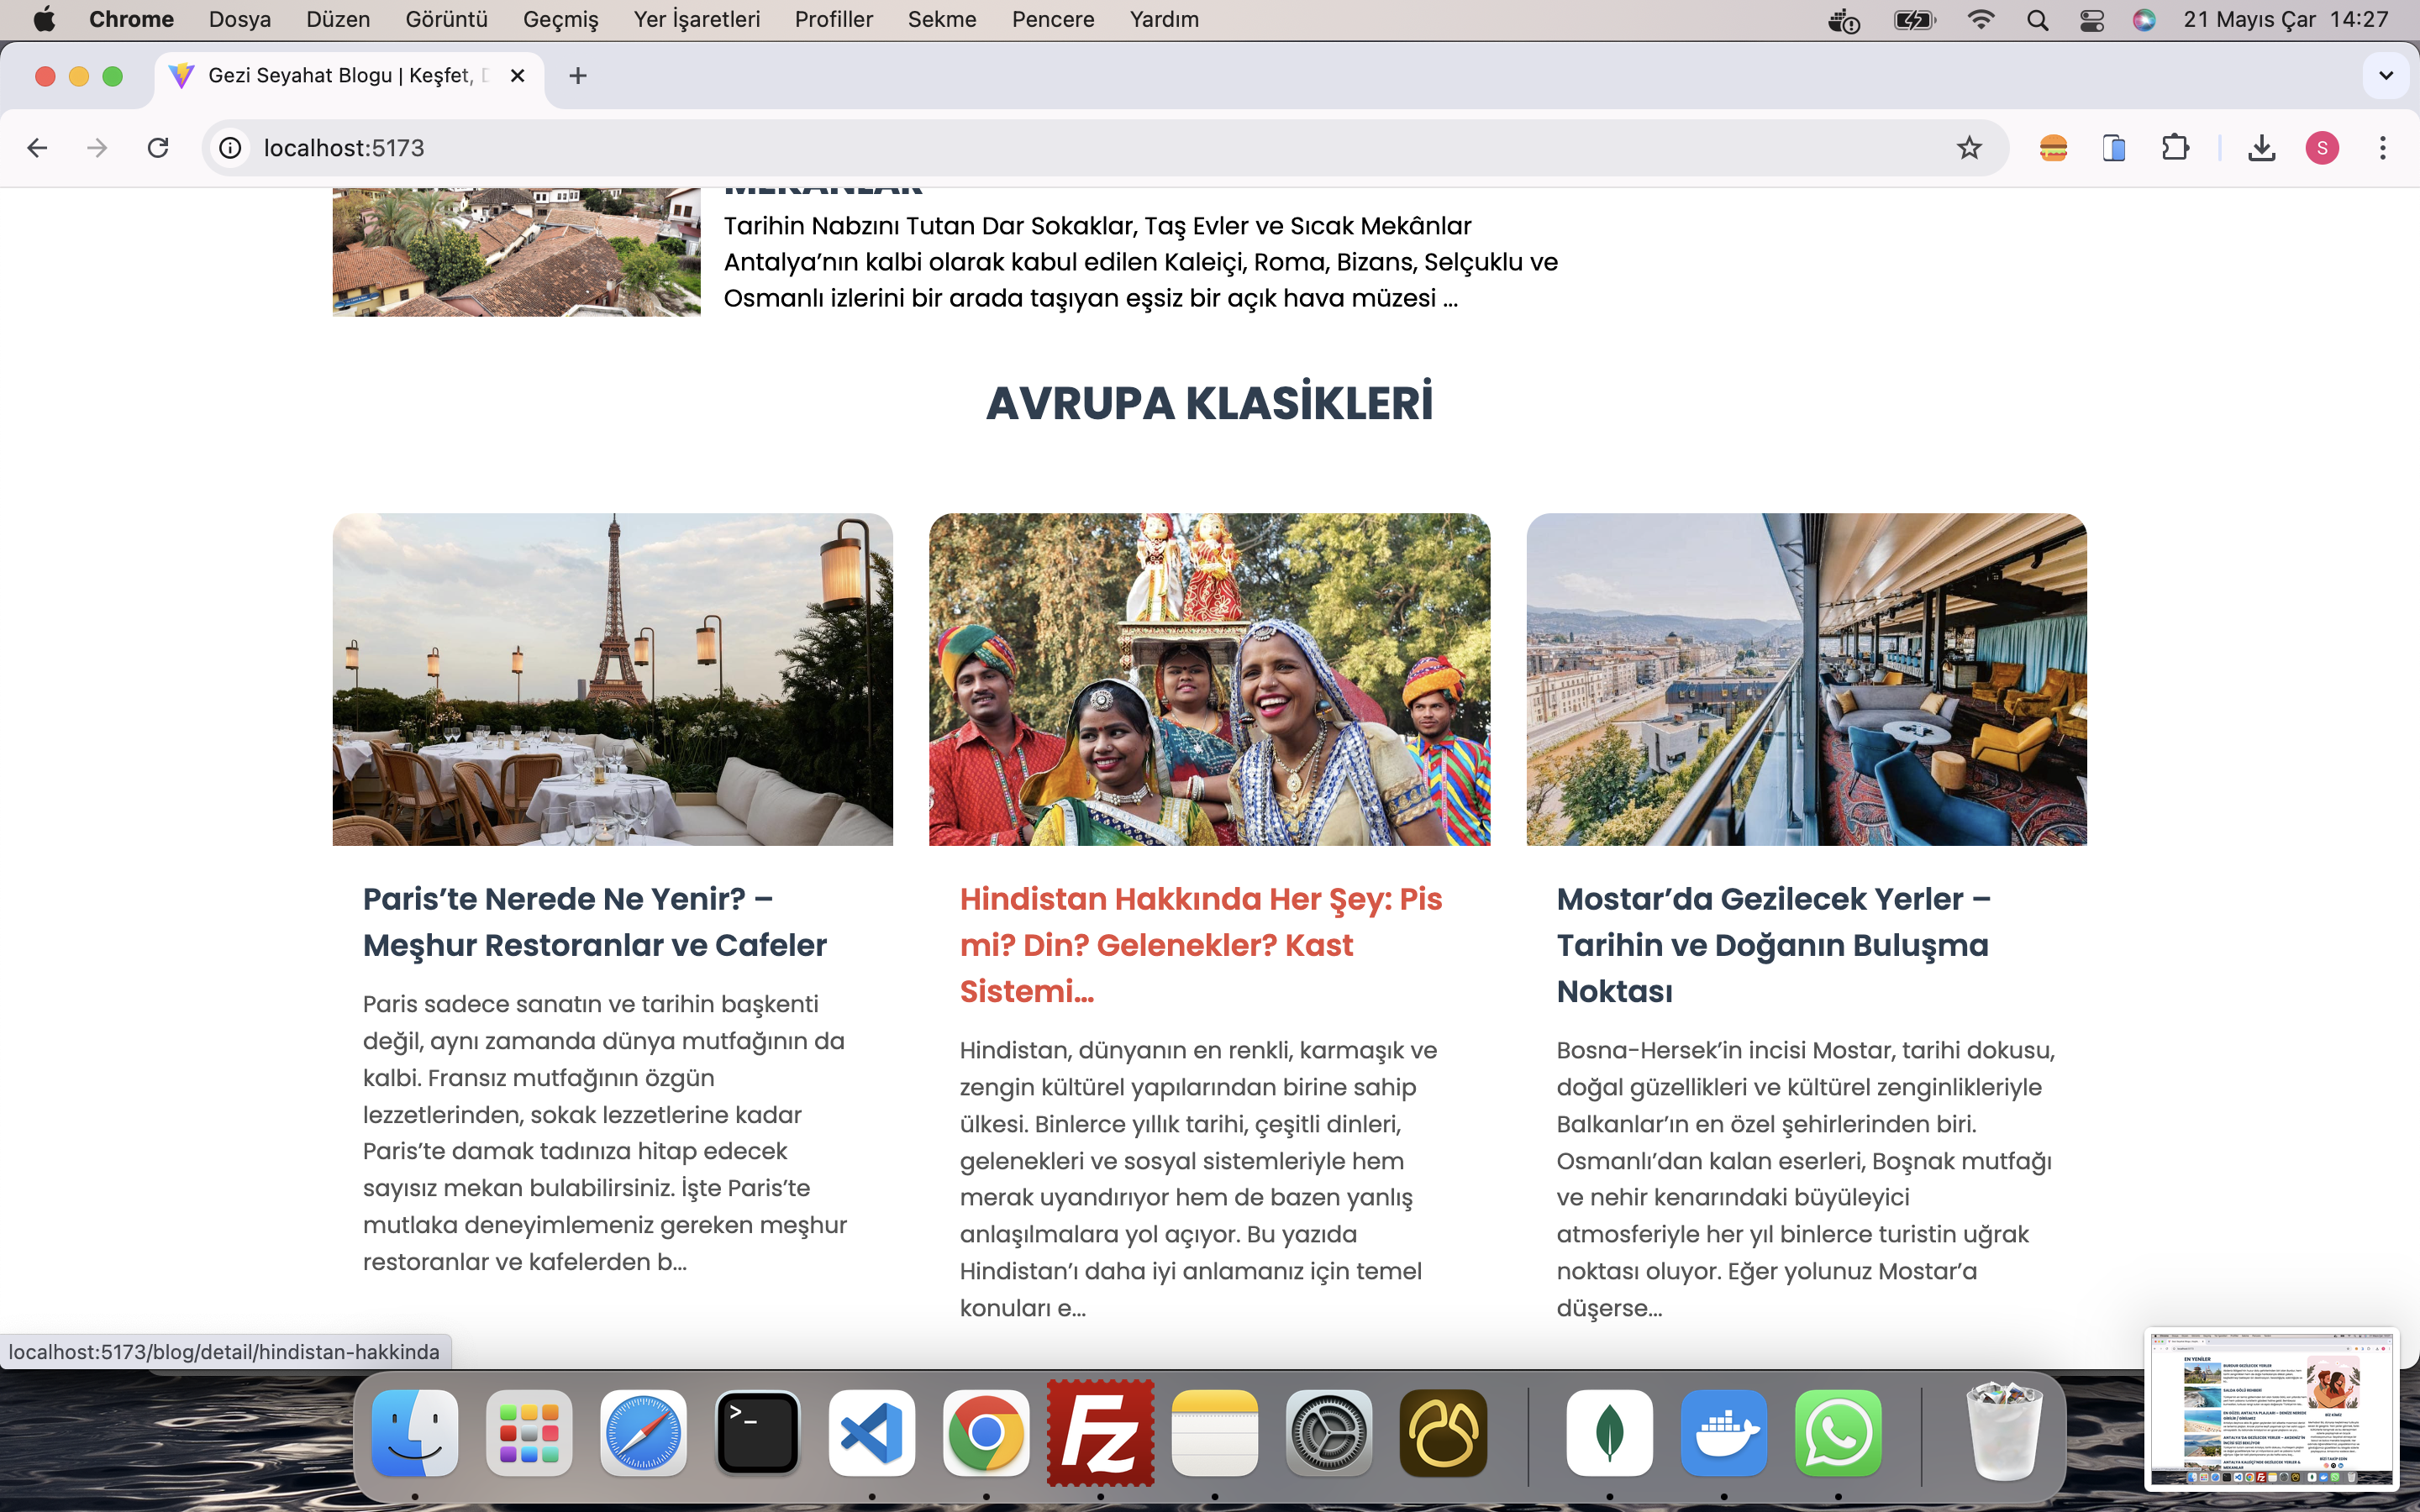 Chrome Dosya Düzen Görüntü Geçmiş Yer İşaretleri Profiller Sekme Pencere Yardım 21 Mayıs Çar 14:27
Gezi Seyahat Blogu | Keşfet,
localhost:5173
S
MEKANLAR
Tarihin Nabzını Tutan Dar Sokaklar, Taş Evler ve Sıcak Mekânlar
Antalya’nın kalbi olarak kabul edilen Kaleiçi, Roma, Bizans, Selçuklu ve
Osmanlı izlerini bir arada taşıyan eşsiz bir açık hava müzesi ...
AVRUPA KLASİKLERİ
Paris’te Nerede Ne Yenir? –
Meşhur Restoranlar ve Cafeler
Paris sadece sanatın ve tarihin başkenti
değil, aynı zamanda dünya mutfağının da
kalbi. Fransız mutfağının özgün
lezzetlerinden, sokak lezzetlerine kadar
Paris’te damak tadınıza hitap edecek
sayısız mekan bulabilirsiniz. İşte Paris’te
mutlaka deneyimlemeniz gereken meşhur
restoranlar ve kafelerden b...
Hindistan Hakkında Her Şey: Pis
mi? Din? Gelenekler? Kast
Sistemi...
Hindistan, dünyanın en renkli, karmaşık ve
zengin kültürel yapılarından birine sahip
ülkesi. Binlerce yıllık tarihi, çeşitli dinleri,
gelenekleri ve sosyal sistemleriyle hem
merak uyandırıyor hem de bazen yanlış
anlaşılmalara yol açıyor. Bu yazıda
Hindistan’ı daha iyi anlamanız için temel
konuları e...
Mostar’da Gezilecek Yerler –
Tarihin ve Doğanın Buluşma
Noktası
Bosna-Hersek’in incisi Mostar, tarihi dokusu,
doğal güzellikleri ve kültürel zenginlikleriyle
Balkanlar’ın en özel şehirlerinden biri.
Osmanlı’dan kalan eserleri, Boşnak mutfağı
ve nehir kenarındaki büyüleyici
atmosferiyle her yıl binlerce turistin uğrak
noktası oluyor. Eğer yolunuz Mostar’a
düşerse...
localhost:5173/blog/detail/hindistan-hakkinda
EN YENİLER
Fz